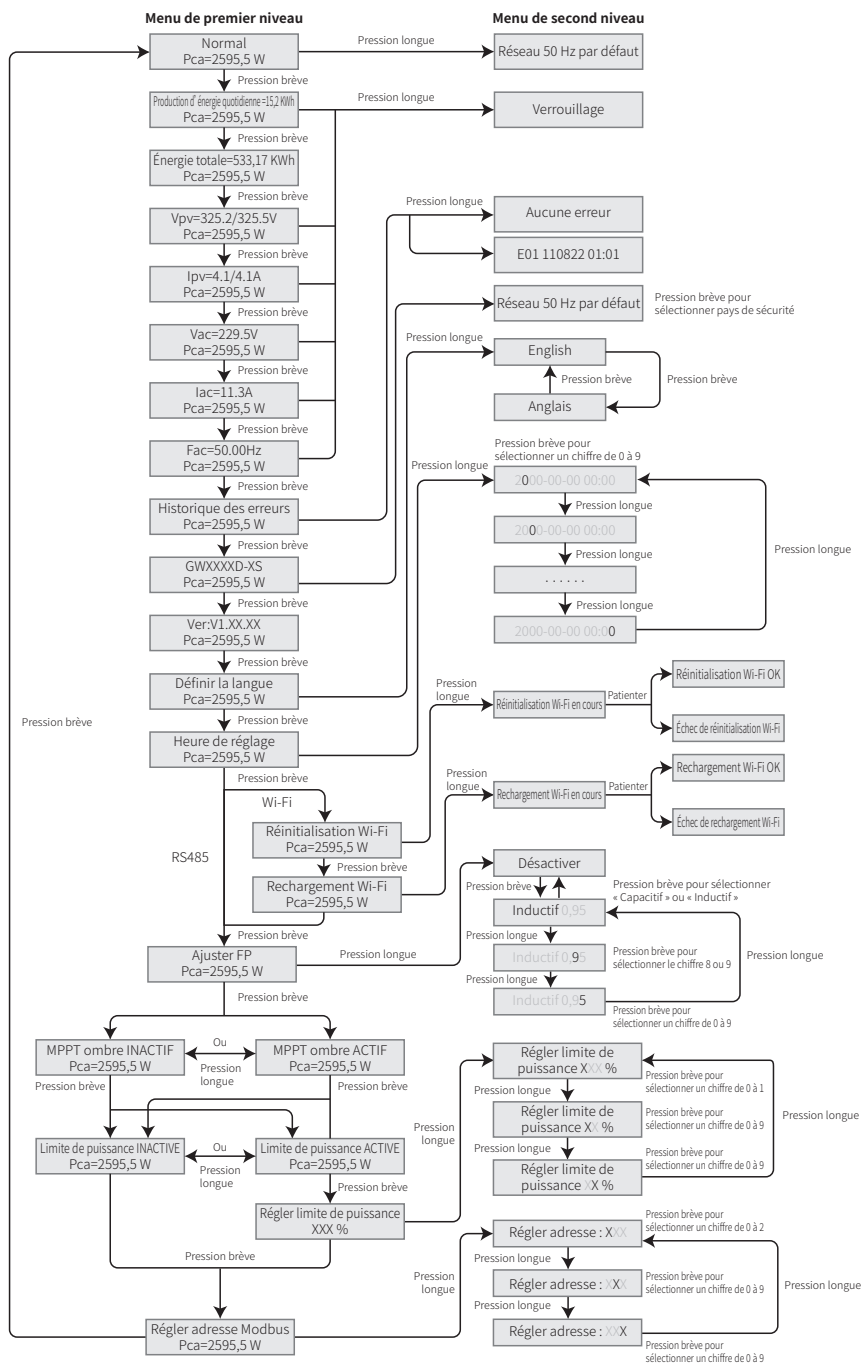 Menu de premier niveau
Menu de second niveau
Normal
Pca=2595,5 W
Pression longue
Réseau 50 Hz par défaut
Pression brève
Production d'énergie quotidienne =15,2 KWh
Pca=2595,5 W
Pression longue
Verrouillage
Pression brève
Énergie totale=533,17 KWh
Pca=2595,5 W
Pression brève
Vpv=325.2/325.5V
Pca=2595,5 W
Pression longue
Aucune erreur
E01 110822 01:01
Pression brève
Ipv=4.1/4.1A
Pca=2595,5 W
Réseau 50 Hz par défaut
Pression brève pour
sélectionner pays de sécurité
Pression brève
Vac=229.5V
Pca=2595,5 W
Pression longue
English
Pression brève
Pression brève
Anglais
Pression brève
Iac=11.3A
Pca=2595,5 W
Pression brève
Fac=50.00Hz
Pca=2595,5 W
Pression brève pour
sélectionner un chiffre de 0 à 9
Pression longue
2000-00-00 00:00
Pression longue
Pression brève
Historique des erreurs
Pca=2595,5 W
2000-00-00 00:00
Pression longue
Pression longue
Pression brève
GWXXXXD-XS
Pca=2595,5 W
. . . . . .
Pression longue
Pression brève
Ver:V1.XX.XX
Pca=2595,5 W
2000-00-00 00:00
Pression brève
Définir la langue
Pca=2595,5 W
Pression brève
Pression brève
Heure de réglage
Pca=2595,5 W
Pression
longue
Réinitialisation Wi-Fi en cours
Patienter
Réinitialisation Wi-Fi OK
Échec de réinitialisation Wi-Fi
Pression brève
Wi-Fi
Pression
longue
Rechargement Wi-Fi en cours
Patienter
Rechargement Wi-Fi OK
Échec de rechargement Wi-Fi
Réinitialisation Wi-Fi
Pca=2595,5 W
RS485
Pression brève
Rechargement Wi-Fi
Pca=2595,5 W
Désactiver
Pression brève
Pression brève pour sélectionner
« Capacitif » ou « Inductif »
Inductif 0,95
Pression brève
Pression longue
Ajuster FP
Pca=2595,5 W
Pression longue
Inductif 0,95
Pression brève pour
sélectionner le chiffre 8 ou 9
Pression longue
Pression longue
Inductif 0,95
Pression brève pour
sélectionner un chiffre de 0 à 9
Pression brève
MPPT ombre INACTIF
Pca=2595,5 W
Ou
Pression
longue
MPPT ombre ACTIF
Pca=2595,5 W
Pression brève
Pression brève
Régler limite de
puissance XXX %
Pression brève pour
sélectionner un chiffre de 0 à 1
Pression longue
Régler limite de
puissance XX %
Pression brève pour
sélectionner un chiffre de 0 à 9
Pression longue
Pression longue
Régler limite de
puissance XX %
Pression brève pour
sélectionner un chiffre de 0 à 9
Pression
longue
Limite de puissance INACTIVE
Pca=2595,5 W
Ou
Pression
longue
Limite de puissance ACTIVE
Pca=2595,5 W
Pression brève
Régler limite de puissance
XXX %
Pression brève
Régler adresse : XXX
Pression brève pour
sélectionner un chiffre de 0 à 2
Pression longue
Pression
longue
Régler adresse : XXX
Pression brève pour
sélectionner un chiffre de 0 à 9
Pression longue
Pression longue
Régler adresse : XXX
Pression brève pour
sélectionner un chiffre de 0 à 9
Régler adresse Modbus
Pca=2595,5 W